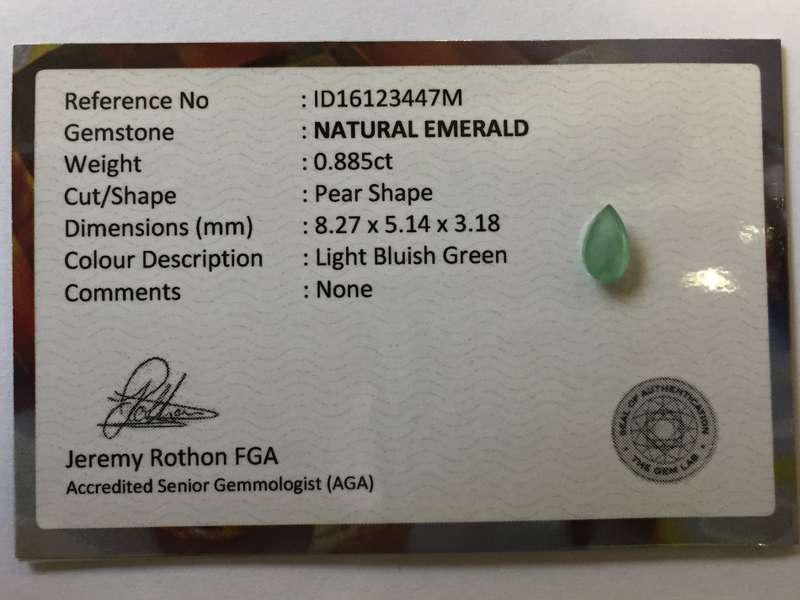 Reference No : ID16123447M
Gemstone : NATURAL EMERALD
Weight : 0.885ct
Cut/Shape : Pear Shape
Dimensions (mm) : 8.27 x 5.14 x 3.18
Colour Description : Light Bluish Green
Comments : None
Jeremy Rothon FGA
Accredited Senior Gemmologist (AGA)
SEAL OF AUTHENTICATION
THE GEM LAB